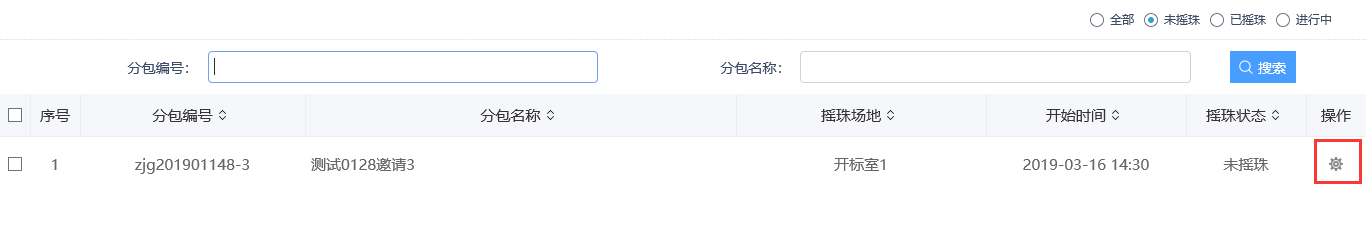 全部 未摇珠 已摇珠 进行中
分包编号： 分包名称： 搜索
序号 分包编号 分包名称 摇珠场地 开始时间 摇珠状态 操作
1 zjg201901148-3 测试0128邀请3 开标室1 2019-03-16 14:30 未摇珠